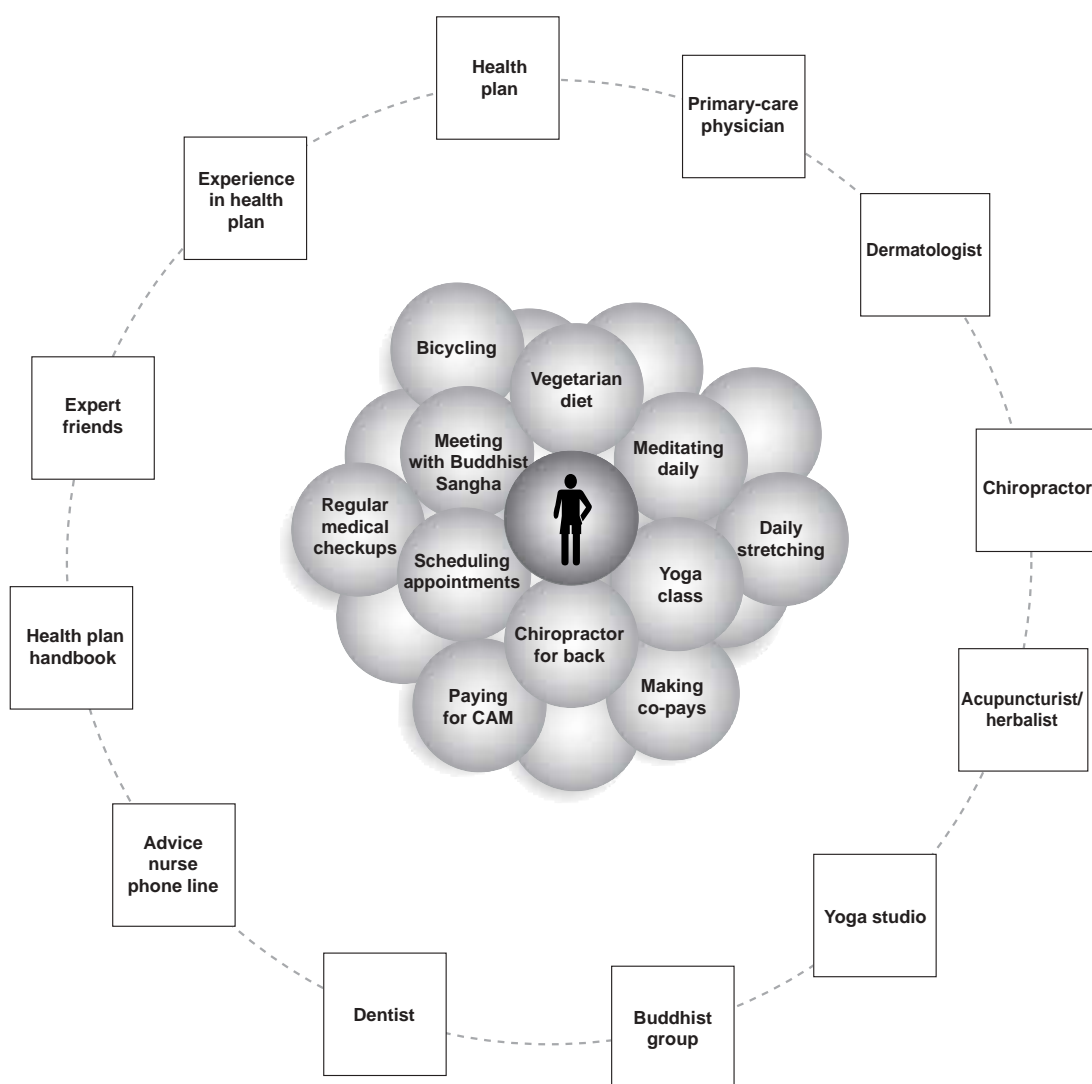 Health
plan
Primary-care
physician
Experience
in health
plan
Dermatologist
Expert
friends
Chiropractor
Health plan
handbook
Acupuncturist/
herbalist
Advice
nurse
phone line
Yoga studio
Dentist
Buddhist
group
Bicycling
Vegetarian
diet
Meeting
with Buddhist
Sangha
Meditating
daily
Regular
medical
checkups
Daily
stretching
Scheduling
appointments
Yoga
class
Chiropractor
for back
Paying
for CAM
Making
co-pays